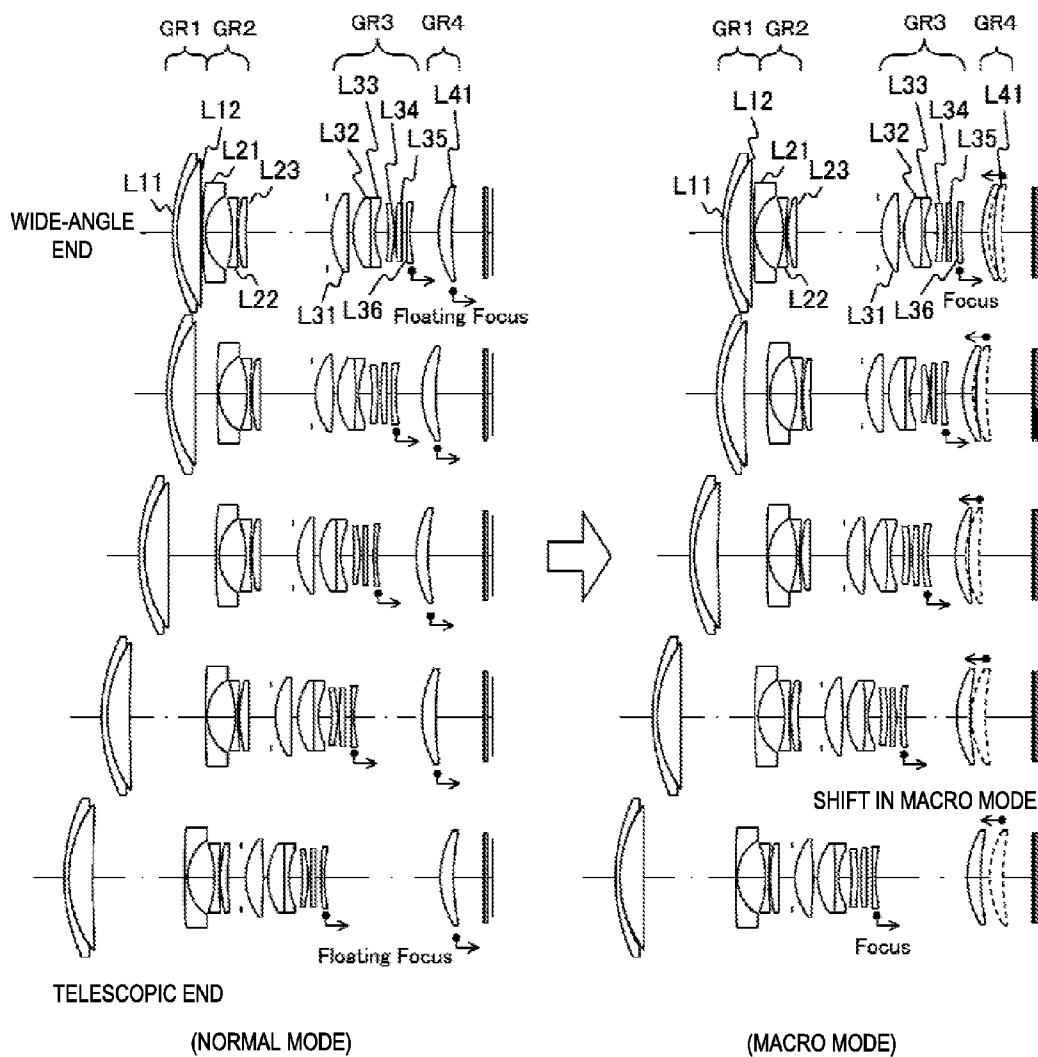 GR1 GR2 GR3 GR4 GR1 GR2 GR3 GR4
L33 L33
L12 L34 L41 L12 L34 L41
L32 L35 L32 L35
L21 L21
L11 L23 L11 L23
WIDE-ANGLE
END
L22 L22
L31 L36 Floating Focus L31 L36 Focus
SHIFT IN MACRO MODE
Floating Focus Focus
TELESCOPIC END
(NORMAL MODE) (MACRO MODE)